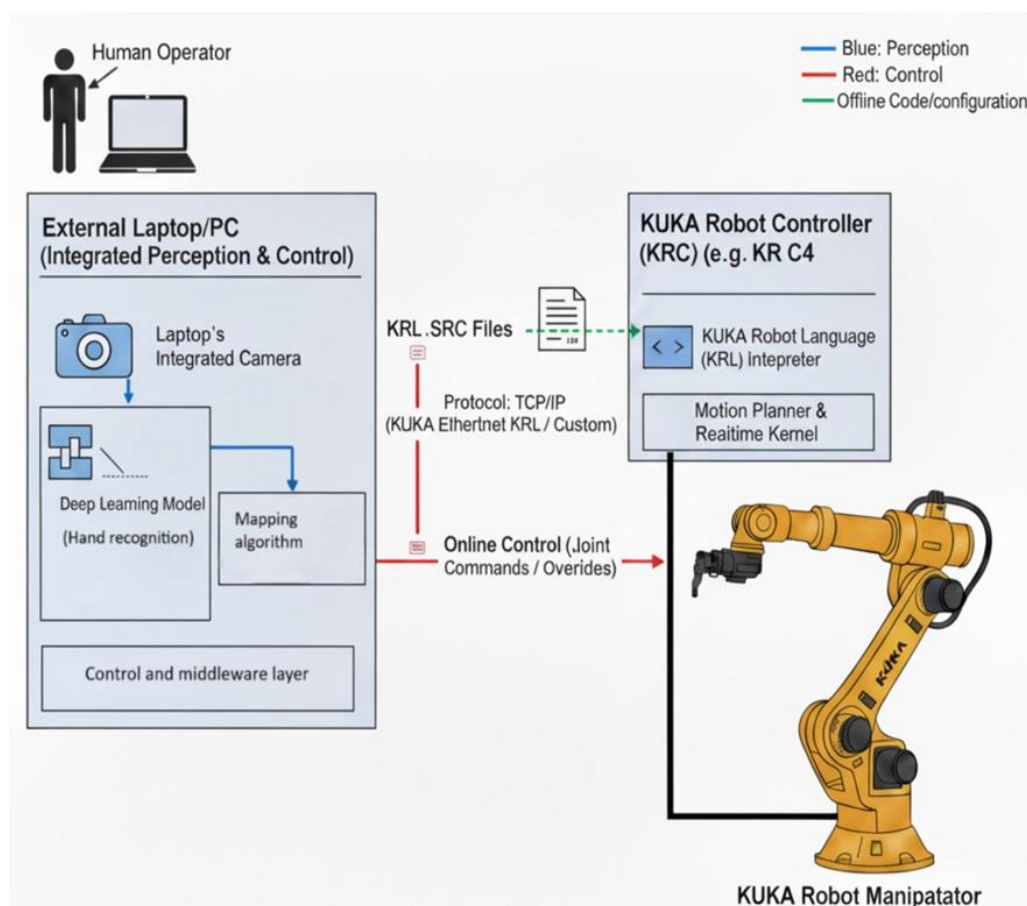 Human Operator
Blue: Perception
Red: Control
Offline Code/configuration
External Laptop/PC
(Integrated Perception & Control)
Laptop's
Integrated Camera
Deep Learning Model
(Hand recognition)
Mapping
algorithm
Control and middleware layer
KRL .SRC Files
Protocol: TCP/IP
(KUKA Ethertnet KRL / Custom)
Online Control (Joint
Commands / Overides)
KUKA Robot Controller
(KRC) (e.g. KR C4
< >
KUKA Robot Language
(KRL) intepreter
Motion Planner &
Realtime Kernel
KUKA
KUKA Robot Manipatator